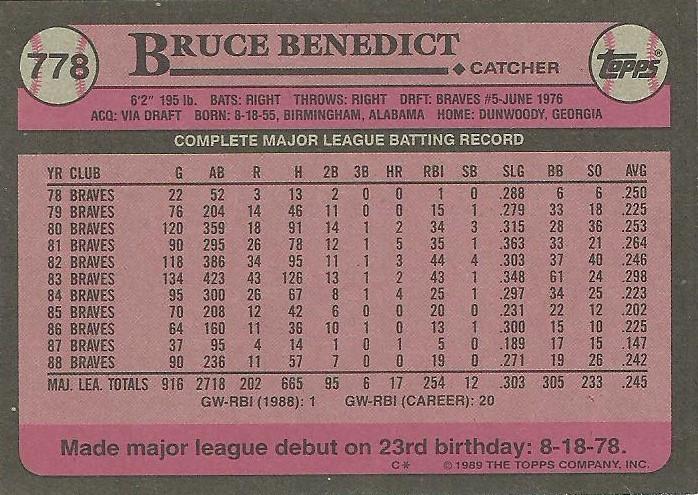 778
BRUCE BENEDICT
CATCHER
TOPPS®
6'2" 195 lb. BATS: RIGHT THROWS: RIGHT DRFT: BRAVES #5-JUNE 1976
ACQ: VIA DRAFT BORN: 8-18-55, BIRMINGHAM, ALABAMA HOME: DUNWOODY, GEORGIA
COMPLETE MAJOR LEAGUE BATTING RECORD
YR CLUB G AB R H 2B 3B HR RBI SB SLG BB SO AVG
78 BRAVES 22 52 3 13 2 0 0 1 0 .288 6 6 .250
79 BRAVES 76 204 14 46 11 0 0 15 1 .279 33 18 .225
80 BRAVES 120 359 18 91 14 1 2 34 3 .315 28 36 .253
81 BRAVES 90 295 26 78 12 1 5 35 1 .363 33 21 .264
82 BRAVES 118 386 34 95 11 1 3 44 4 .303 37 40 .246
83 BRAVES 134 423 43 126 13 1 2 43 1 .348 61 24 .298
84 BRAVES 95 300 26 67 8 1 4 25 1 .297 34 25 .223
85 BRAVES 70 208 12 42 6 0 0 20 0 .231 22 12 .202
86 BRAVES 64 160 11 36 10 1 0 13 1 .300 15 10 .225
87 BRAVES 37 95 4 14 1 0 1 5 0 .189 17 15 .147
88 BRAVES 90 236 11 57 7 0 0 19 0 .271 19 26 .242
MAJ. LEA. TOTALS 916 2718 202 665 95 6 17 254 12 .303 305 233 .245
GW-RBI (1988): 1 GW-RBI (CAREER): 20
Made major league debut on 23rd birthday: 8-18-78.
C* © 1989 THE TOPPS COMPANY, INC.